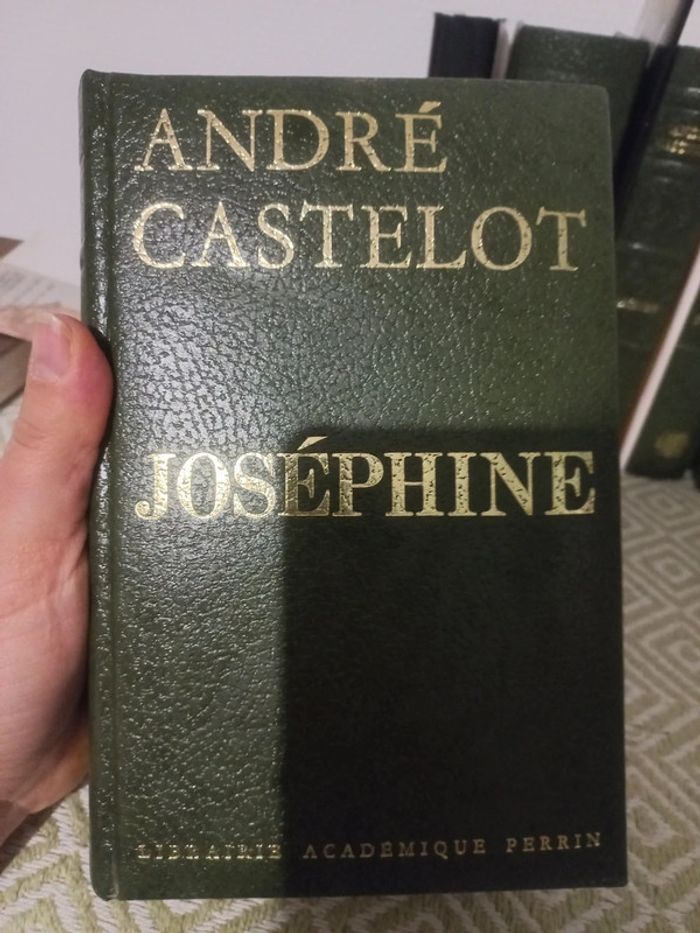 ANDRÉ
CASTELOT
JOSÉPHINE
LIBRAIRIE ACADÉMIQUE PERRIN